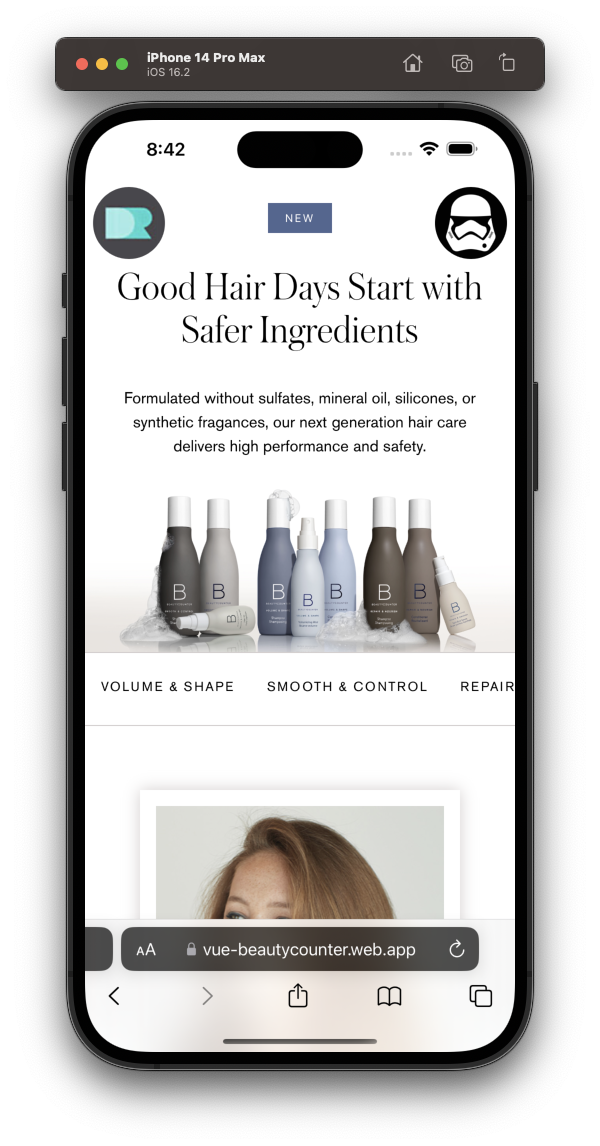 iPhone 14 Pro Max
iOS 16.2
8:42
NEW
Good Hair Days Start with
Safer Ingredients
Formulated without sulfates, mineral oil, silicones, or
synthetic fragances, our next generation hair care
delivers high performance and safety.
B B B B B B B B
VOLUME & SHAPE SMOOTH & CONTROL REPAIR
AA vue-beautycounter.web.app